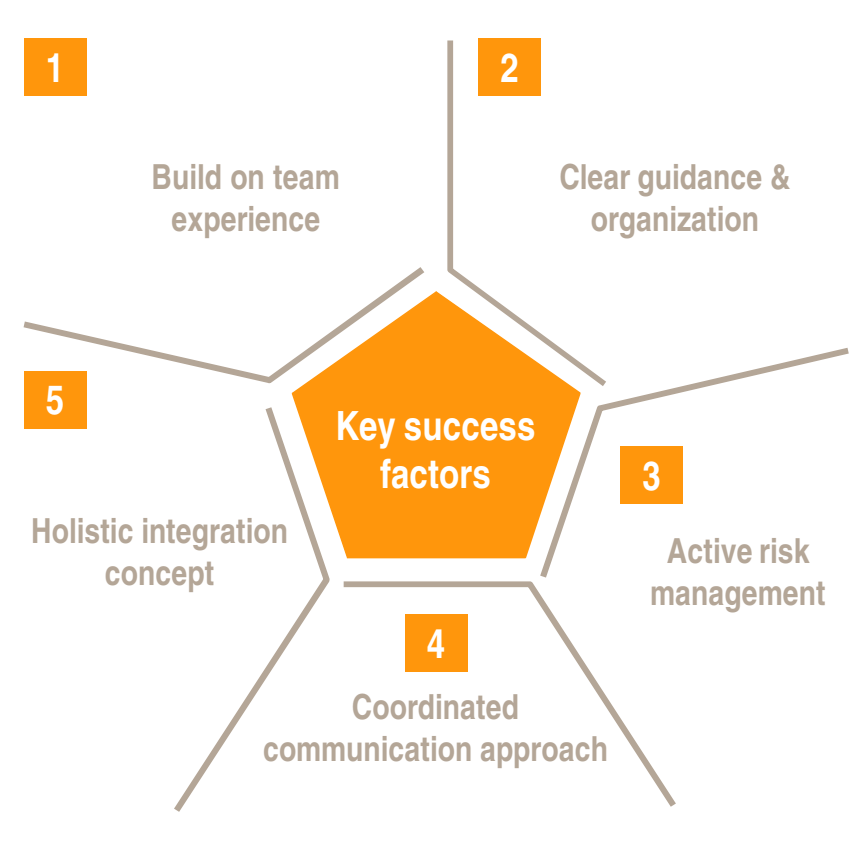 1
Build on team
experience
2
Clear guidance &
organization
Key success
factors
3
Active risk
management
4
Coordinated
communication approach
5
Holistic integration
concept